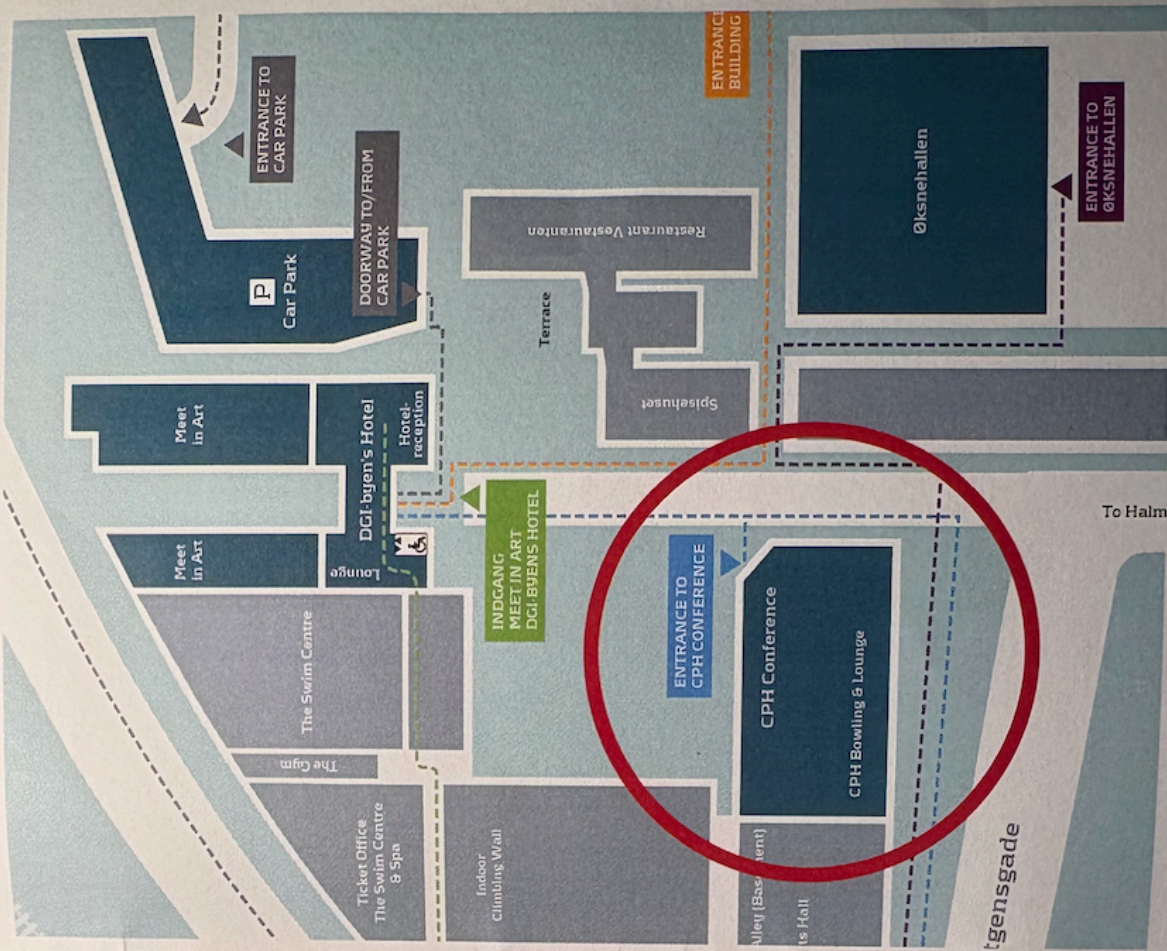 ENTRANCE TO
CAR PARK
DOORWAY TO/FROM
CAR PARK
P
Car Park
BUILDING
Øksnehallen
ENTRANCE TO
ØKSNEHALLEN
Restaurant Vestauranten
Terrace
Spisehuset
Meet
in Art
DGI-byen's Hotel
Hotel-
reception
Meet
in Art
Lounge
INDGANG
MEET IN ART
DGI-BYENS HOTEL
To Halm
ENTRANCE TO
CPH CONFERENCE
CPH Conference
CPH Bowling & Lounge
The Swim Centre
The Gym
Ticket Office
The Swim Centre
& Spa
Indoor
Climbing Wall
Hall
tgensgade